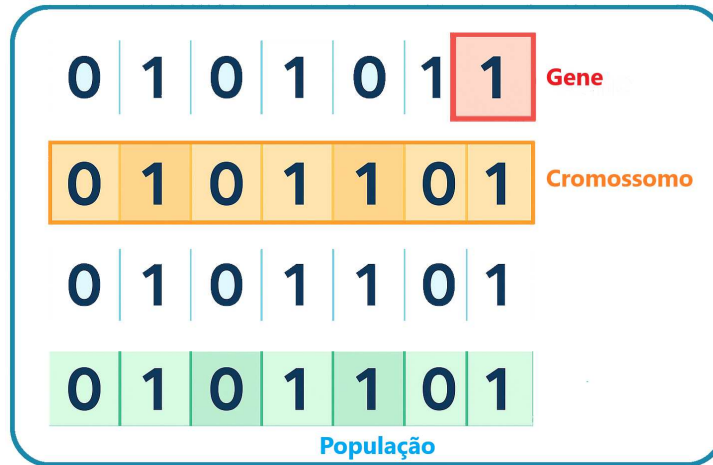 0 1 0 1 0 1 1 Gene
0 1 0 1 1 0 1 Cromossomo
0 1 0 1 1 0 1
0 1 0 1 1 0 1
População